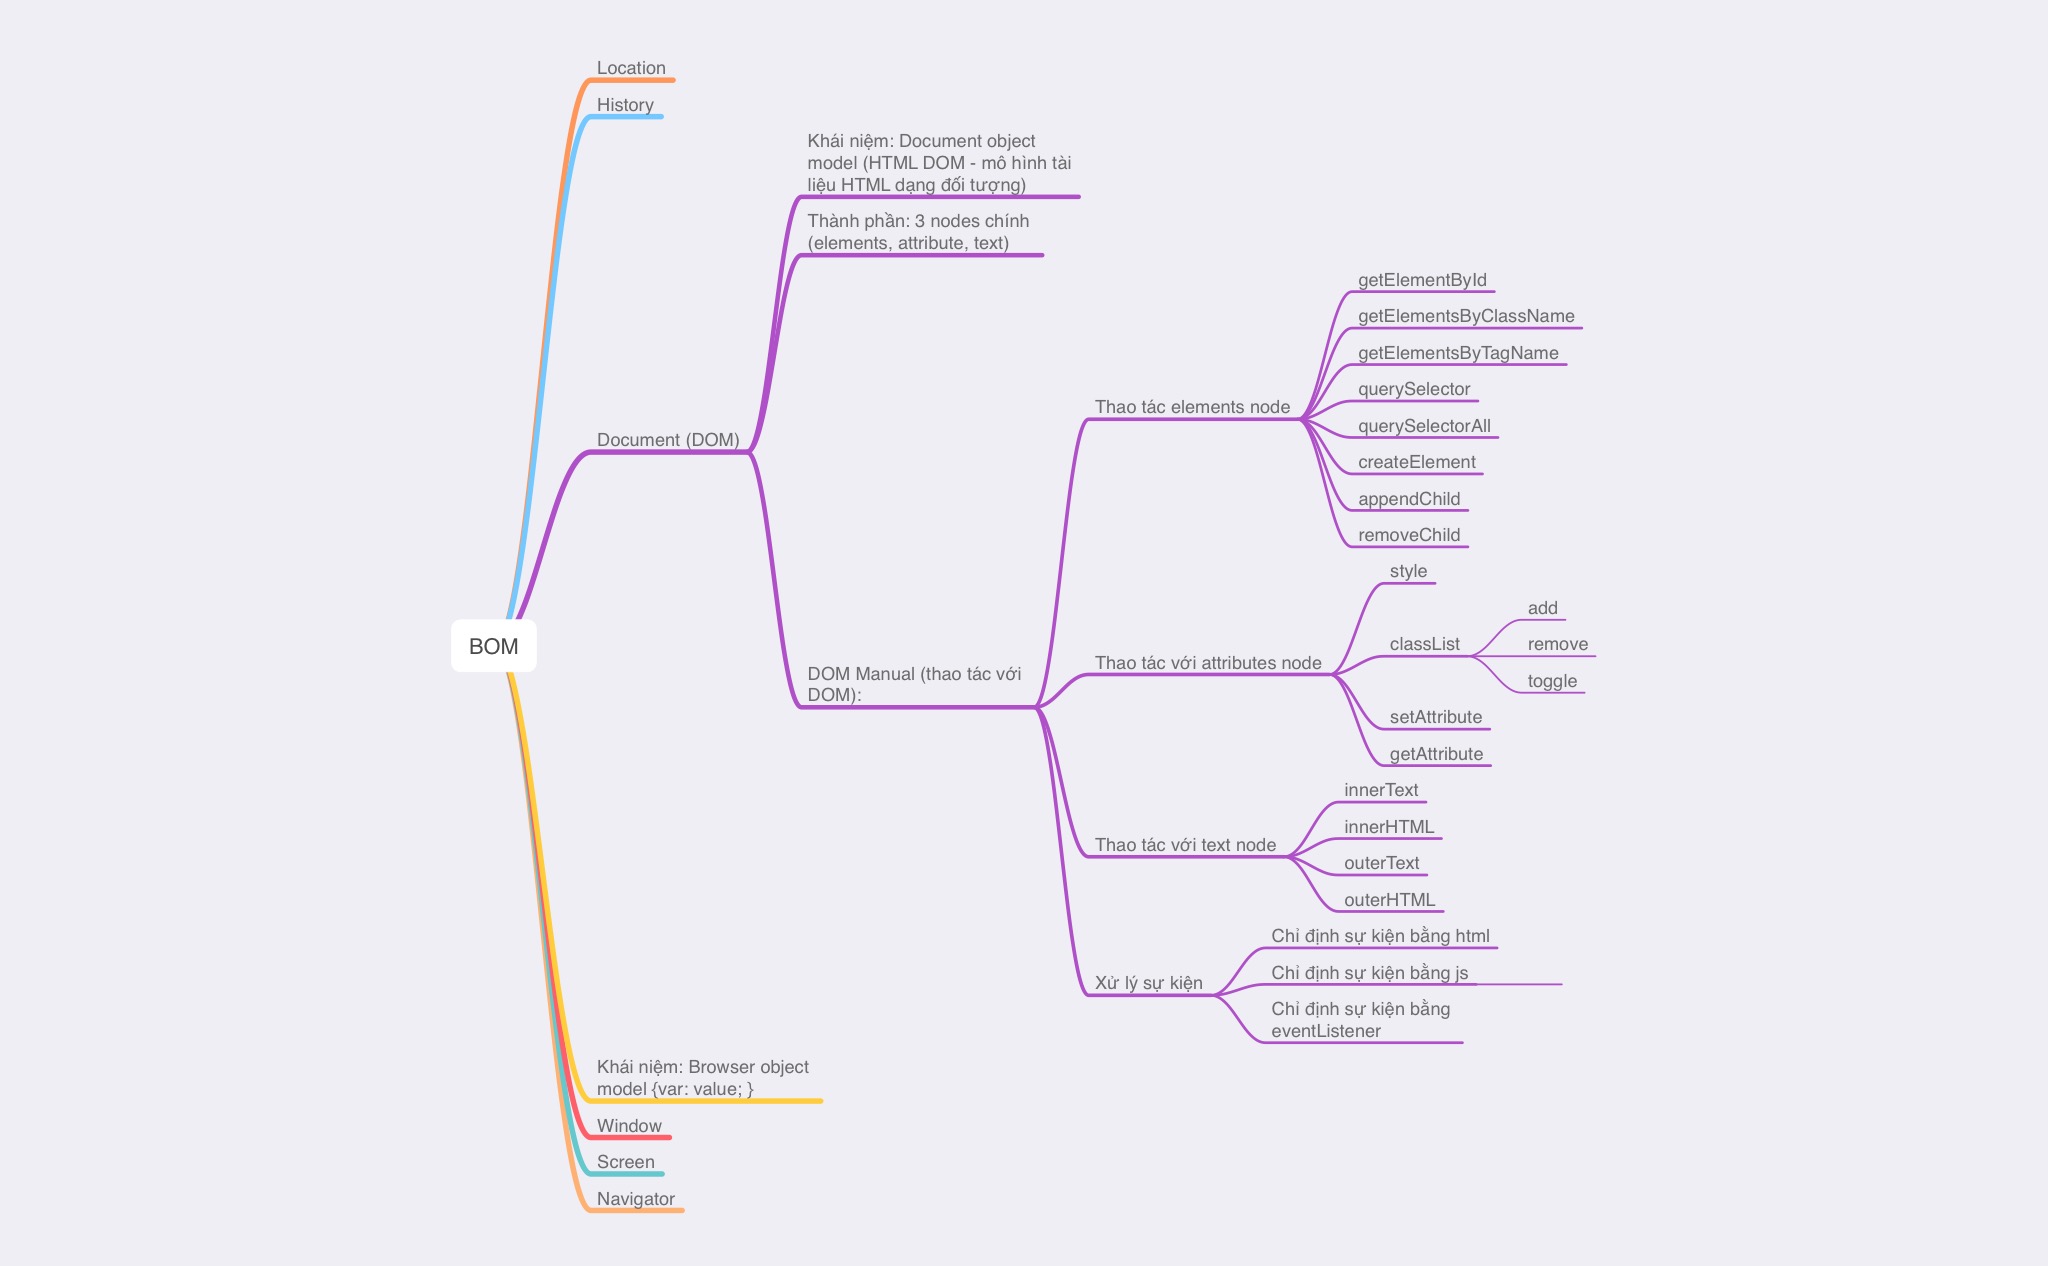 Location
History
Khái niệm: Document object
model (HTML DOM - mô hình tài
liệu HTML dạng đối tượng)
Thành phần: 3 nodes chính
(elements, attribute, text)
getElementById
getElementsByClassName
getElementsByTagName
querySelector
Thao tác elements node
querySelectorAll
Document (DOM)
createElement
appendChild
removeChild
style
add
BOM
classList
remove
Thao tác với attributes node
DOM Manual (thao tác với
DOM):
toggle
setAttribute
getAttribute
innerText
innerHTML
Thao tác với text node
outerText
outerHTML
Chỉ định sự kiện bằng html
Chỉ định sự kiện bằng js
Xử lý sự kiện
Chỉ định sự kiện bằng
eventListener
Khái niệm: Browser object
model {var: value; }
Window
Screen
Navigator